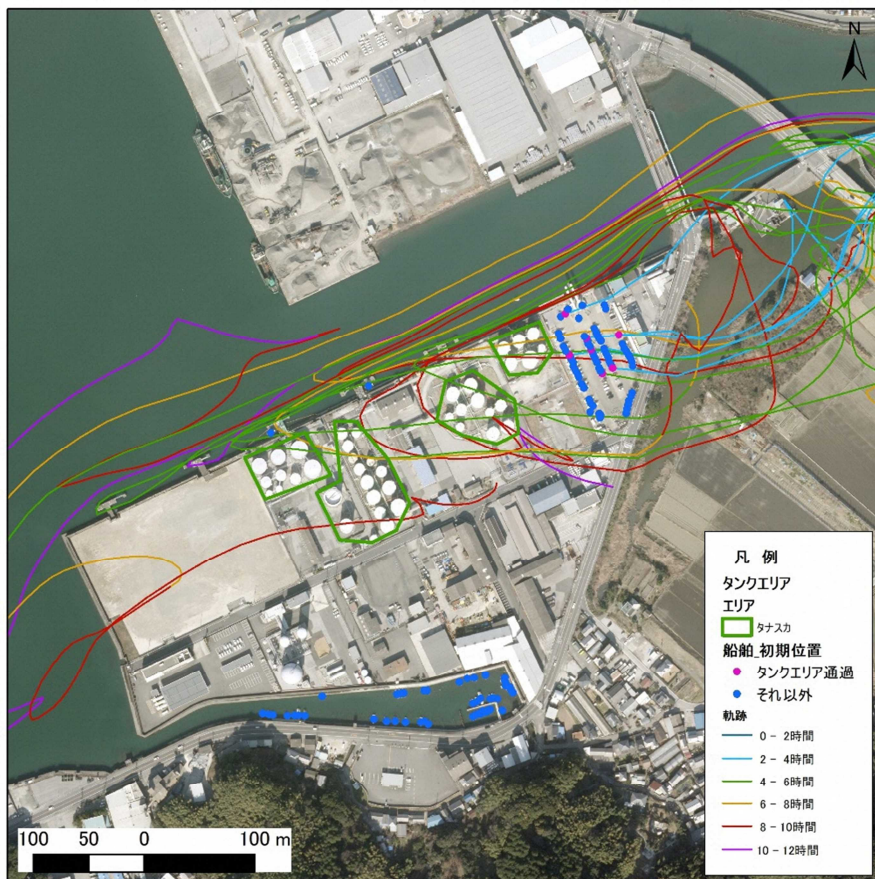 N
凡 例
タンクエリア
エリア
タナスカ
船舶_初期位置
タンクエリア通過
それ以外
軌跡
0 - 2時間
2 - 4時間
4 - 6時間
6 - 8時間
8 - 10時間
10 - 12時間
100 50 0 100 m